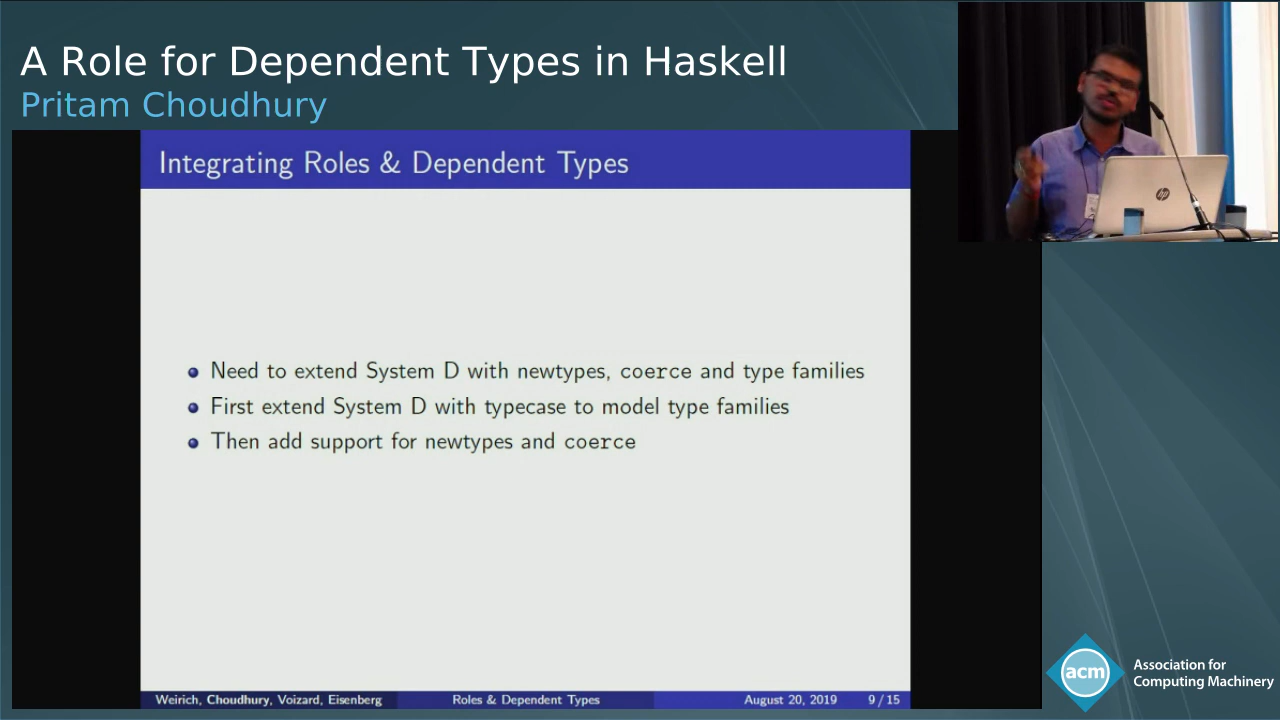 A Role for Dependent Types in Haskell
Pritam Choudhury
Integrating Roles & Dependent Types
Need to extend System D with newtypes, coerce and type families
First extend System D with typecase to model type families
Then add support for newtypes and coerce
Weirich, Choudhury, Voizard, Eisenberg
Roles & Dependent Types
August 20, 2019
9 / 15
hp
acm
Association for
Computing Machinery